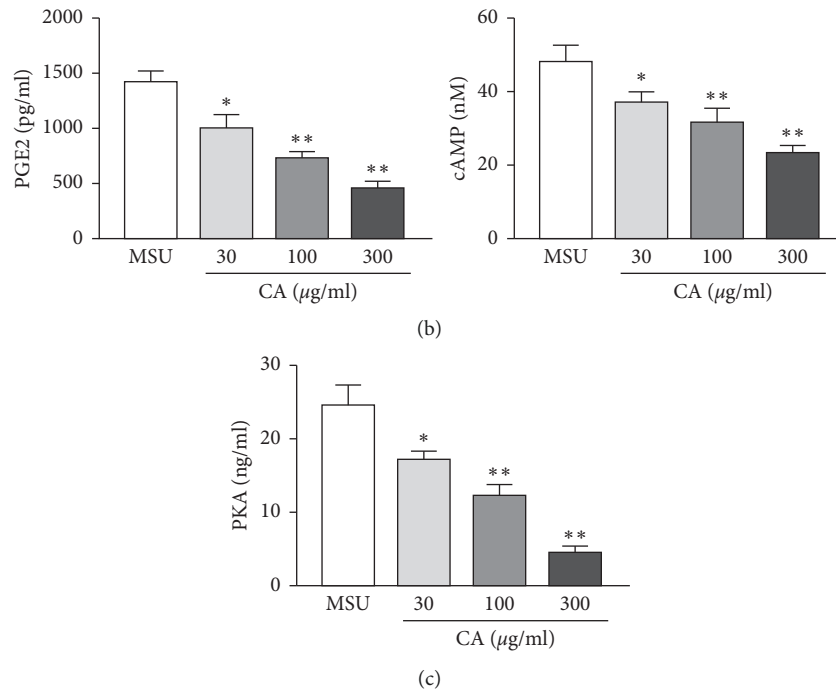 2000
1500
1000
500
0
PGE2 (pg/ml)
*
**
**
MSU 30 100 300
CA (μg/ml)
60
40
20
0
cAMP (nM)
*
**
**
MSU 30 100 300
CA (μg/ml)
(b)
30
20
10
0
PKA (ng/ml)
*
**
**
MSU 30 100 300
CA (μg/ml)
(c)